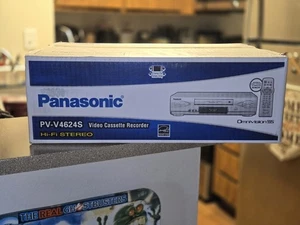 Panasonic
PV-V4624S Video Cassette Recorder
Hi-Fi STEREO
OmniVision
THE REAL GHOSTBUSTERS